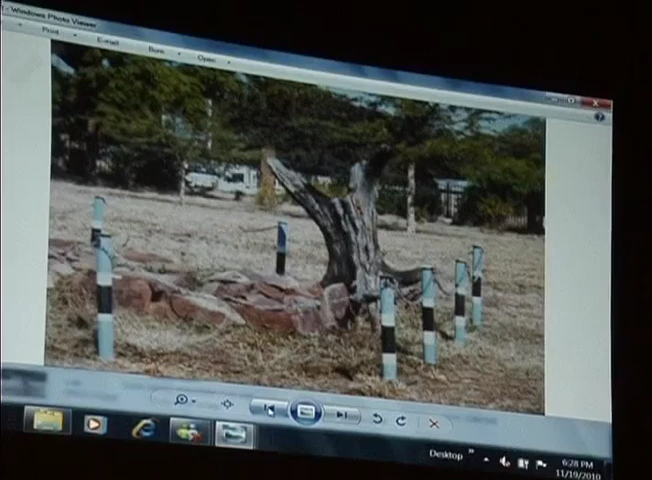 - Windows Photo Viewer
Print E-mail Burn Open
Desktop
6:28 PM
11/19/2010